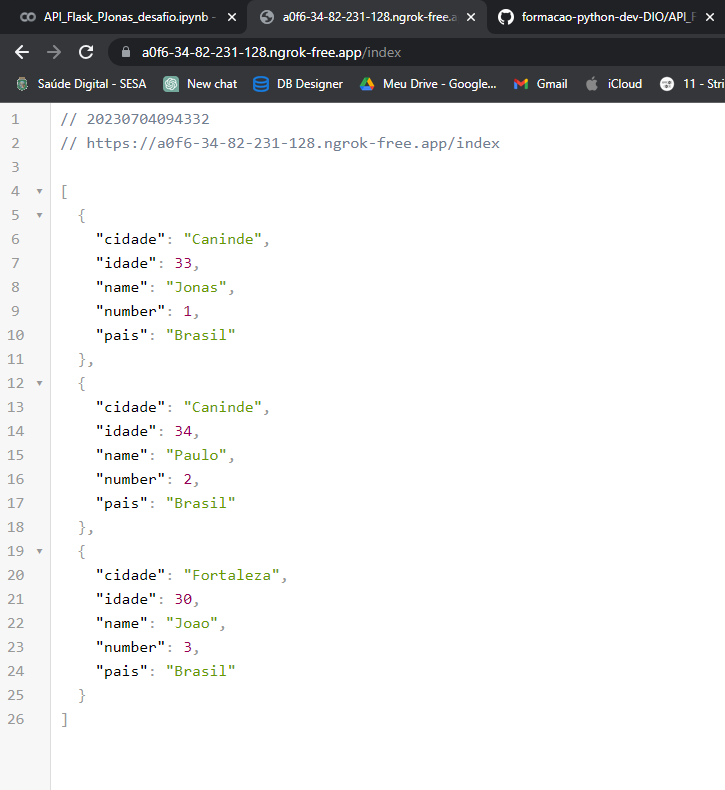 API_Flask_PJonas_desafio.ipynb -
a0f6-34-82-231-128.ngrok-free.a
formacao-python-dev-DIO/API_F
a0f6-34-82-231-128.ngrok-free.app/index
Saúde Digital - SESA
New chat
DB Designer
Meu Drive - Google...
Gmail
iCloud
11 - Stri
1 // 20230704094332
2 // https://a0f6-34-82-231-128.ngrok-free.app/index
3
4 [
5 {
6 "cidade": "Caninde",
7 "idade": 33,
8 "name": "Jonas",
9 "number": 1,
10 "pais": "Brasil"
11 },
12 {
13 "cidade": "Caninde",
14 "idade": 34,
15 "name": "Paulo",
16 "number": 2,
17 "pais": "Brasil"
18 },
19 {
20 "cidade": "Fortaleza",
21 "idade": 30,
22 "name": "Joao",
23 "number": 3,
24 "pais": "Brasil"
25 }
26 ]